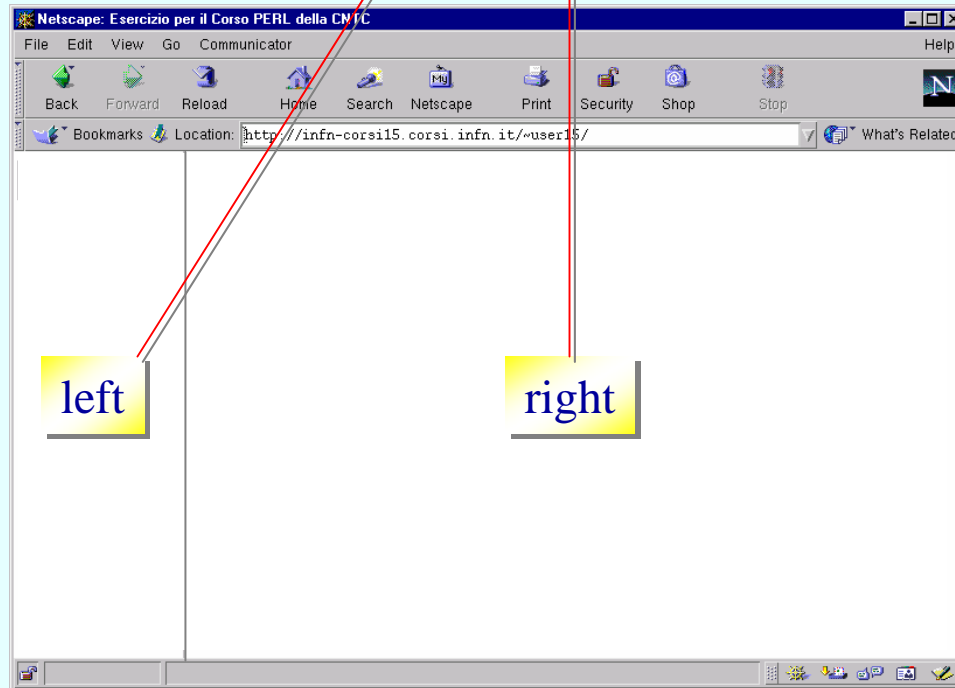 Netscape: Esercizio per il Corso PERL della CNTC
File Edit View Go Communicator Help
My N
Back Forward Reload Home Search Netscape Print Security Shop Stop
Bookmarks Location: http://infn-corsi15.corsi.infn.it/~user15/ What's Related
left right